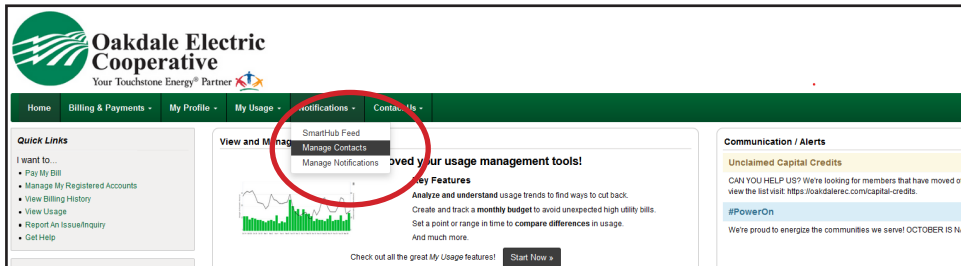 Oakdale Electric
Cooperative
Your Touchstone Energy® Partner
Home Billing & Payments My Profile My Usage Notifications Contact Us
Quick Links
I want to...
Pay My Bill
Manage My Registered Accounts
View Billing History
View Usage
Report An Issue/Inquiry
Get Help
SmartHub Feed
Manage Contacts
Manage Notifications
View and Manag
oved your usage management tools!
Key Features
Analyze and understand usage trends to find ways to cut back.
Create and track a monthly budget to avoid unexpected high utility bills.
Set a point or range in time to compare differences in usage.
And much more.
Check out all the great My Usage features! Start Now »
Communication / Alerts
Unclaimed Capital Credits
CAN YOU HELP US? We're looking for members that have moved o
view the list visit: https://oakdalerec.com/capital-credits.
#PowerOn
We're proud to energize the communities we serve! OCTOBER IS NA